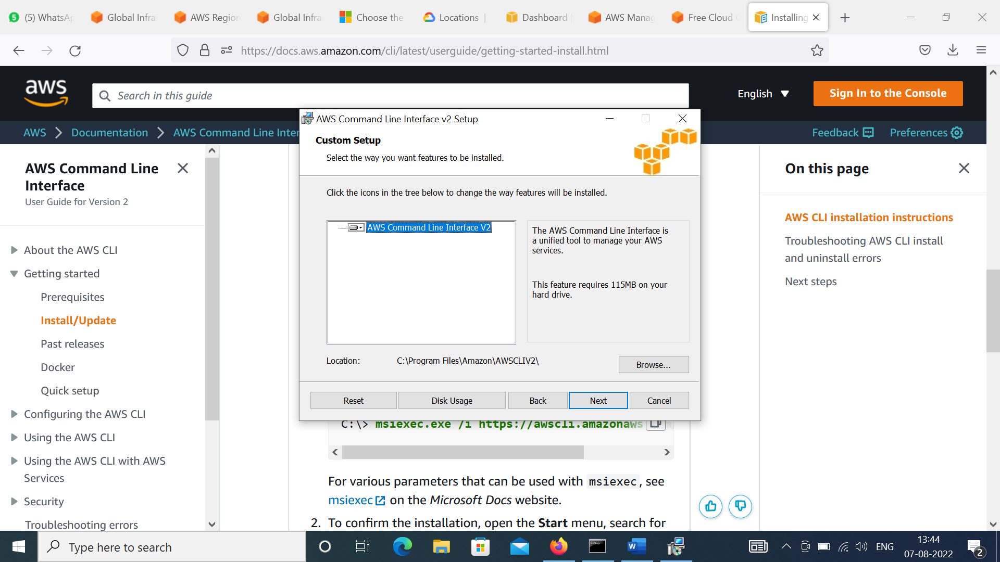 5 (5) WhatsAp
Global Infra
AWS Region
Global Infra
Choose the
Locations |
Dashboard
AWS Manag
Free Cloud
Installing
https://docs.aws.amazon.com/cli/latest/userguide/getting-started-install.html
aws
Search in this guide
English
Sign In to the Console
AWS > Documentation > AWS Command Line Inter
Feedback
Preferences
AWS Command Line
Interface
User Guide for Version 2
About the AWS CLI
Getting started
Prerequisites
Install/Update
Past releases
Docker
Quick setup
Configuring the AWS CLI
Using the AWS CLI
Using the AWS CLI with AWS
Services
Security
Troubleshooting errors
AWS Command Line Interface v2 Setup
Custom Setup
Select the way you want features to be installed.
Click the icons in the tree below to change the way features will be installed.
AWS Command Line Interface V2
The AWS Command Line Interface is
a unified tool to manage your AWS
services.
This feature requires 115MB on your
hard drive.
Location: C:\Program Files\Amazon\AWSCLIV2\
Browse...
Reset
Disk Usage
Back
Next
Cancel
C:\> msiexec.exe /i https://awscli.amazonaws
For various parameters that can be used with msiexec, see
msiexec on the Microsoft Docs website.
2. To confirm the installation, open the Start menu, search for
On this page
AWS CLI installation instructions
Troubleshooting AWS CLI install
and uninstall errors
Next steps
Type here to search
ENG
13:44
07-08-2022
2